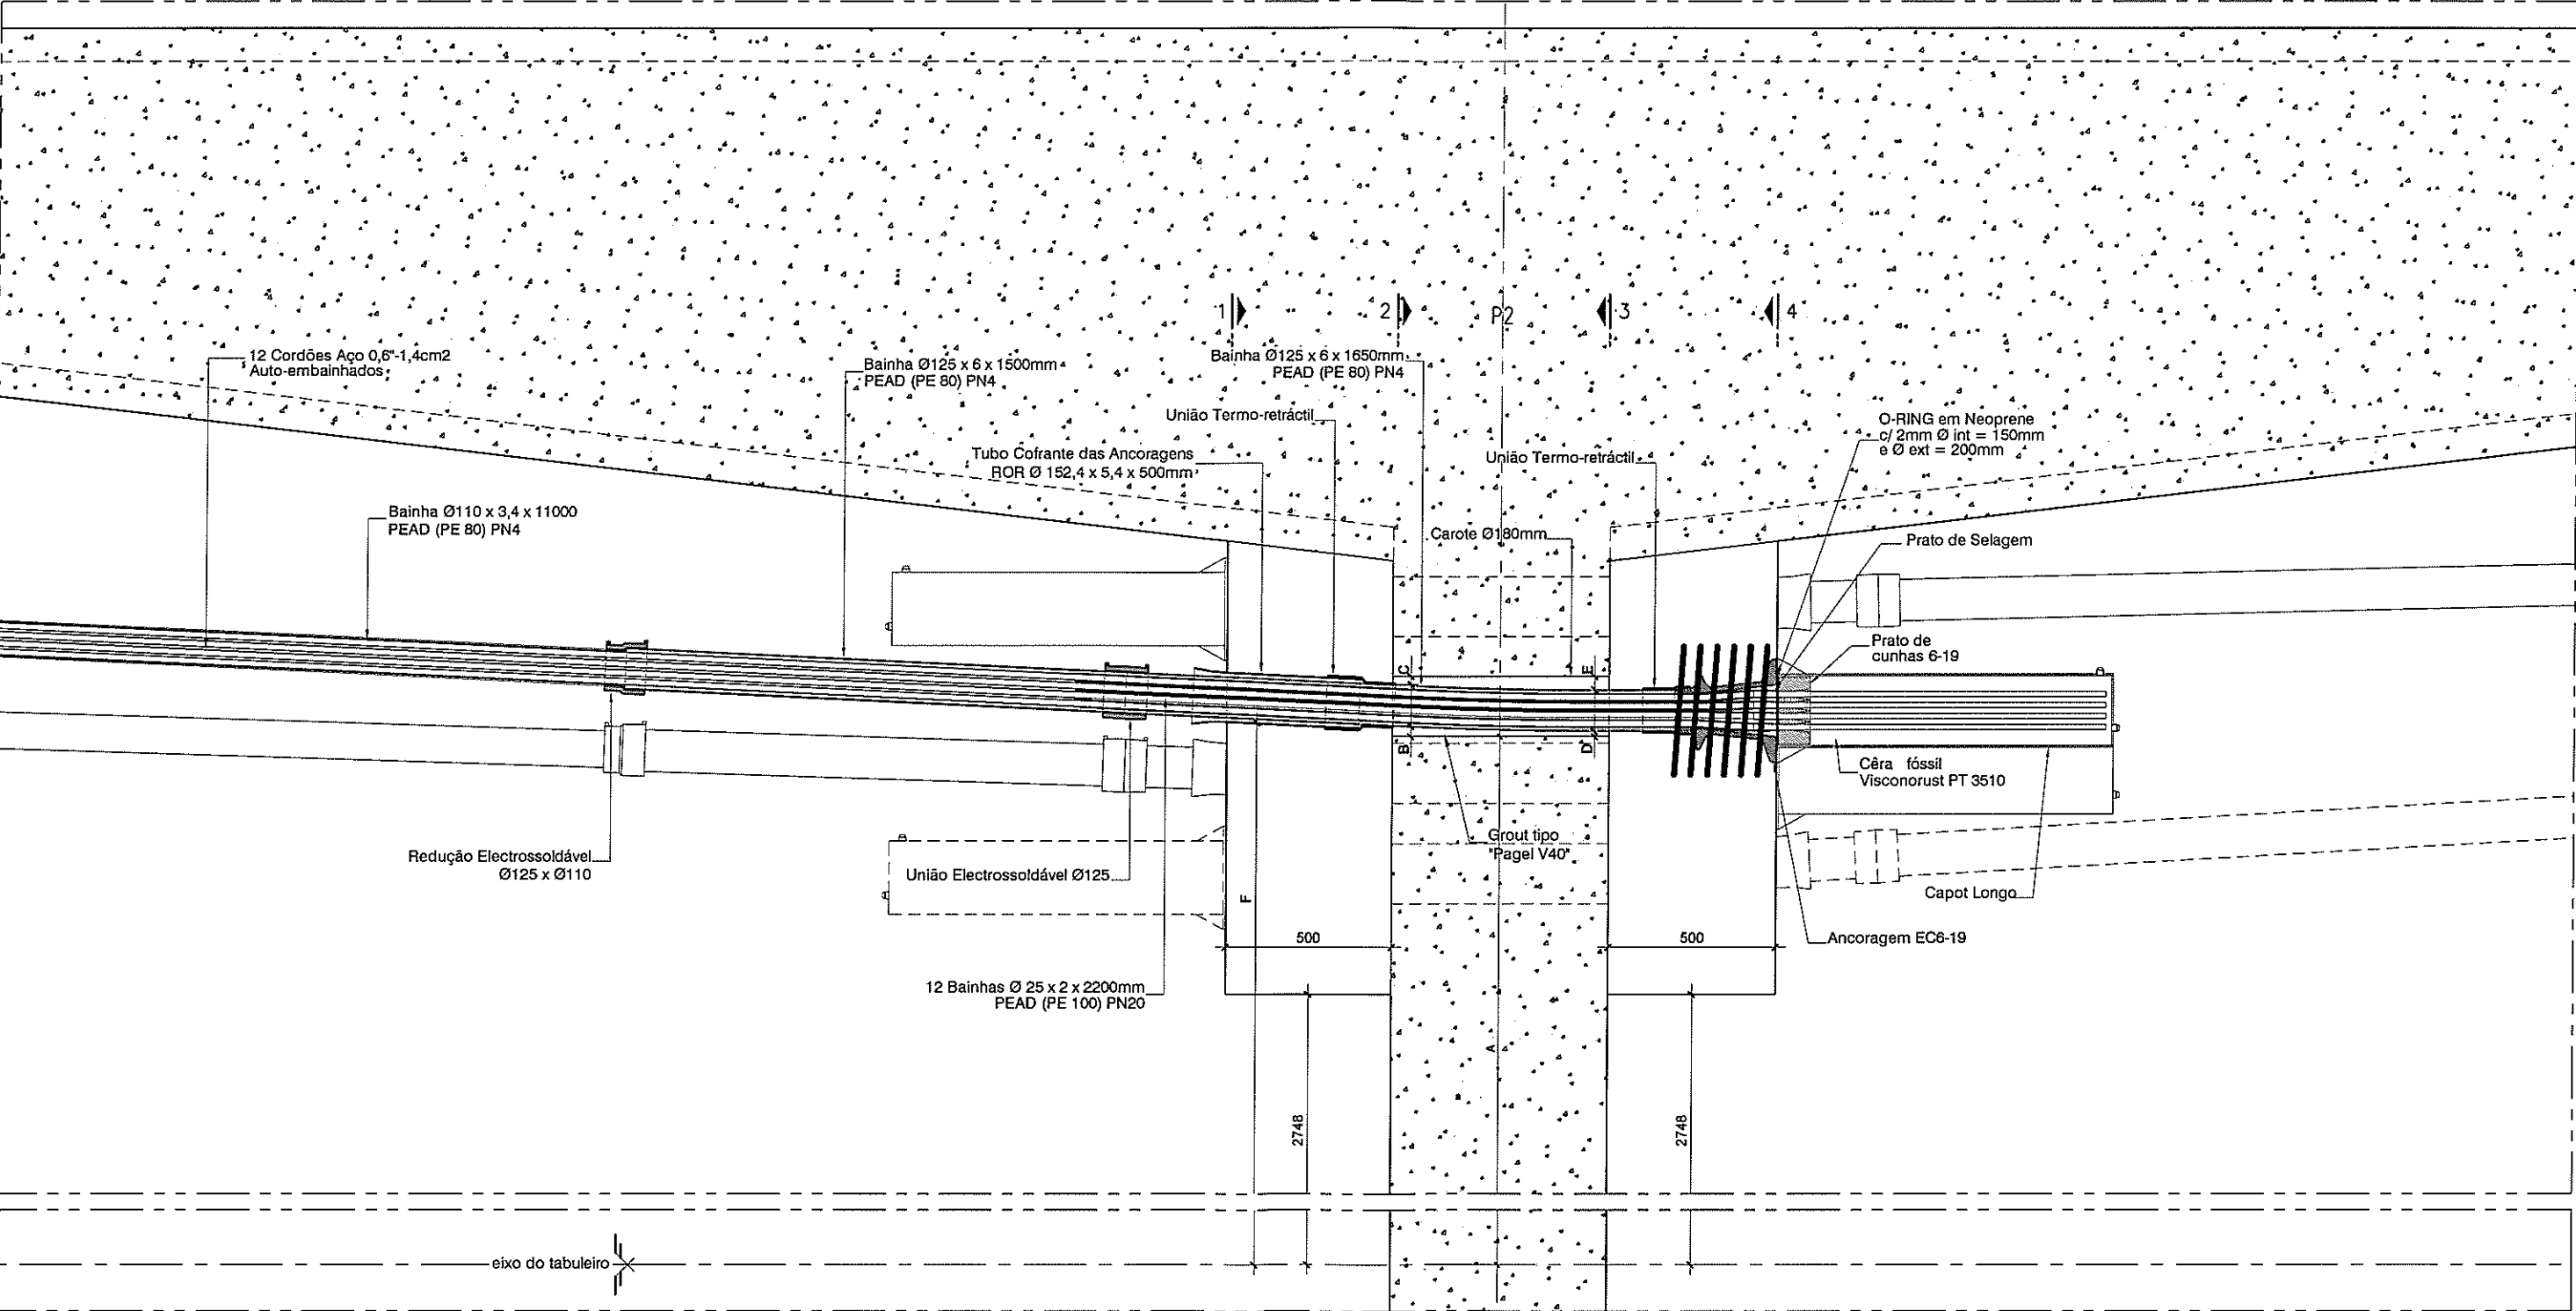 1
2
P2
3
4
12 Cordões Aço 0,6"-1,4cm2
Auto-embainhados
Bainha Ø125 x 6 x 1500mm
PEAD (PE 80) PN4
Bainha Ø125 x 6 x 1650mm
PEAD (PE 80) PN4
União Termo-retráctil
O-RING em Neoprene
c/ 2mm Ø int = 150mm
e Ø ext = 200mm
Tubo Cofrante das Ancoragens
ROR Ø 152,4 x 5,4 x 500mm
União Termo-retráctil
Bainha Ø110 x 3,4 x 11000
PEAD (PE 80) PN4
Carote Ø180mm
Prato de Selagem
Prato de
cunhas 6-19
C
E
B
D
Cêra fóssil
Visconorust PT 3510
Grout tipo
"Pagel V40"
Redução Electrossoldável
Ø125 x Ø110
União Electrossoldável Ø125
F
Capot Longo
500
500
Ancoragem EC6-19
12 Bainhas Ø 25 x 2 x 2200mm
PEAD (PE 100) PN20
A
2748
2748
eixo do tabuleiro